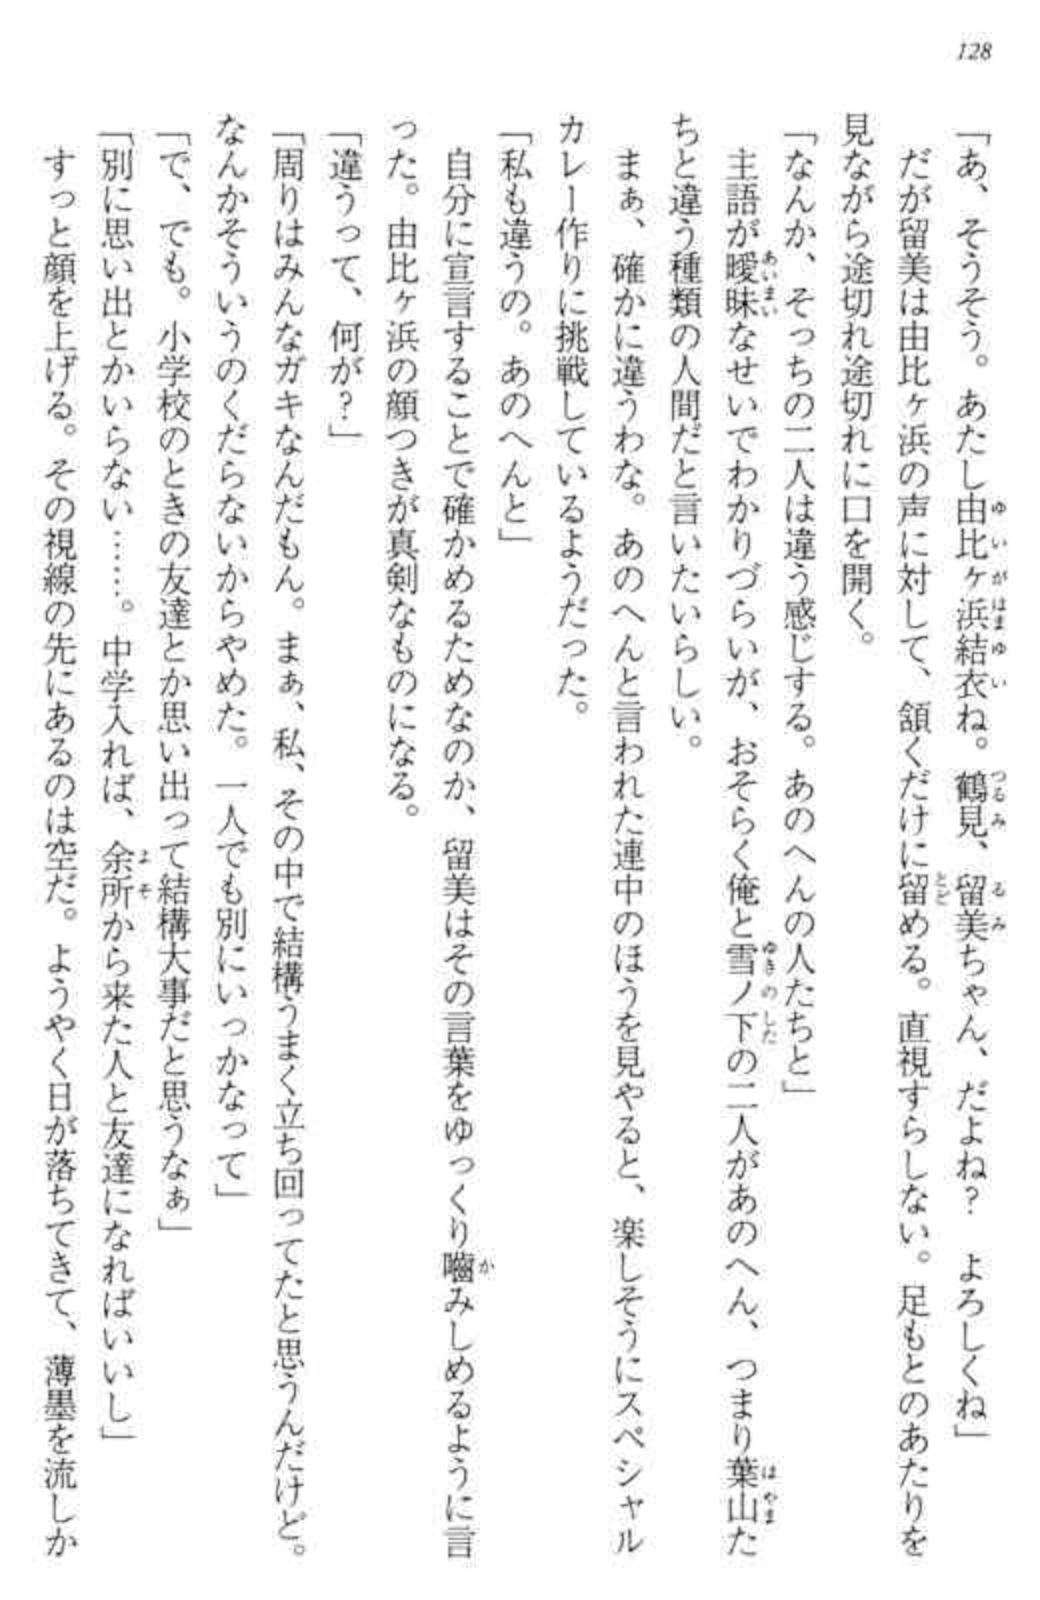 128
「あ、そうそう。あたし由比ヶ浜結衣ね。鶴見、留美ちゃん、だよね？　よろしくね」
　だが留美は由比ヶ浜の声に対して、頷くだけに留める。直視すらしない。足もとのあたりを
見ながら途切れ途切れに口を開く。
「なんか、そっちの二人は違う感じする。あのへんの人たちと」
　主語が曖昧なせいでわかりづらいが、おそらく俺と雪ノ下の二人があのへん、つまり葉山た
ちと違う種類の人間だと言いたいらしい。
　まぁ、確かに違うわな。あのへんと言われた連中のほうを見やると、楽しそうにスペシャル
カレー作りに挑戦しているようだった。
「私も違うの。あのへんと」
　自分に宣言することで確かめるためなのか、留美はその言葉をゆっくり嚙みしめるように言
った。由比ヶ浜の顔つきが真剣なものになる。
「違うって、何が？」
「周りはみんなガキなんだもん。まぁ、私、その中で結構うまく立ち回ってたと思うんだけど。
なんかそういうのくだらないからやめた。一人でも別にいっかなって」
「で、でも。小学校のときの友達とか思い出って結構大事だと思うなぁ」
「別に思い出とかいらない……。中学入れば、余所から来た人と友達になればいいし」
　すっと顔を上げる。その視線の先にあるのは空だ。ようやく日が落ちてきて、薄墨を流しか